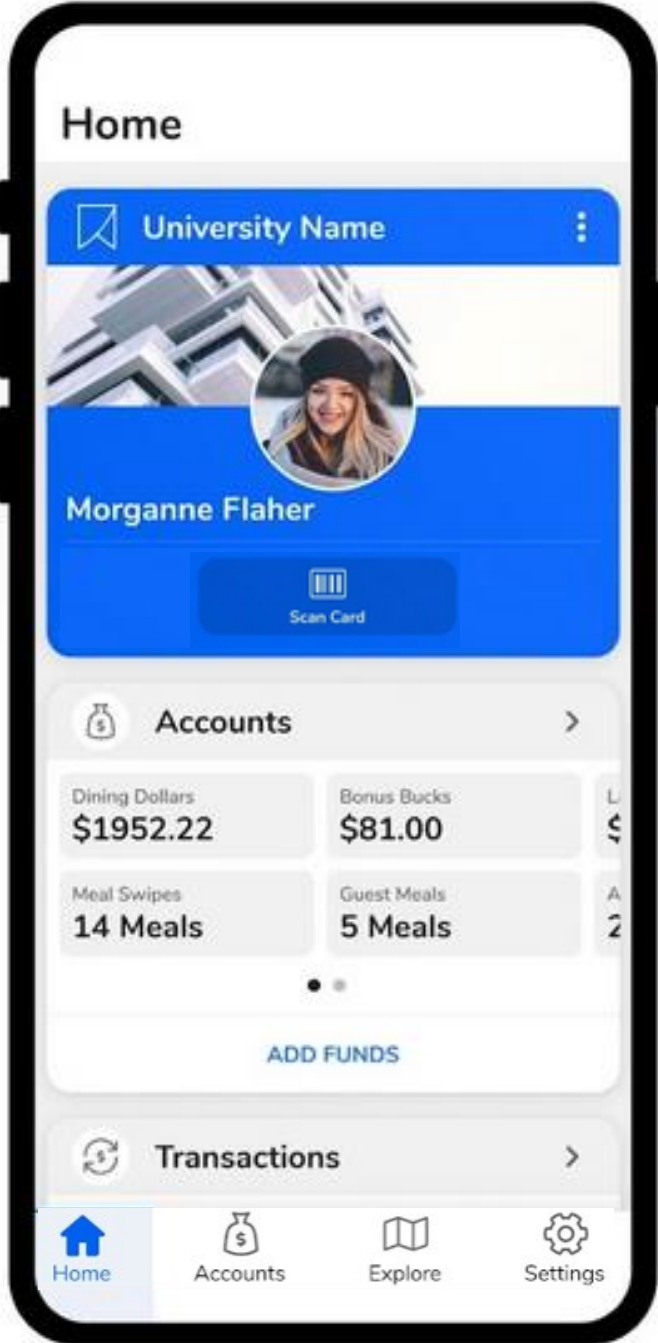 Home
University Name
Morganne Flaher
Scan Card
Accounts
Dining Dollars
$1952.22
Bonus Bucks
$81.00
Meal Swipes
14 Meals
Guest Meals
5 Meals
ADD FUNDS
Transactions
Home
Accounts
Explore
Settings